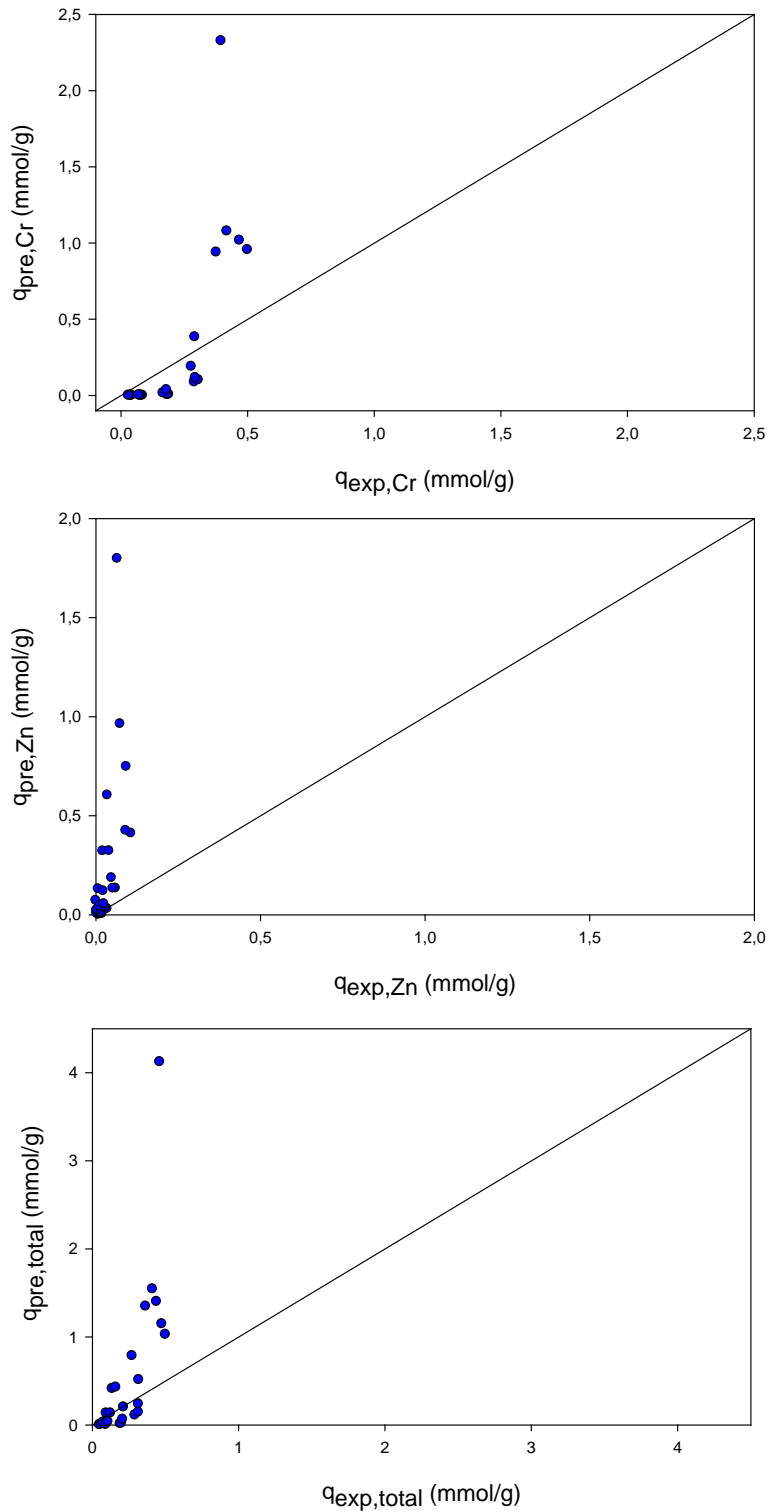 2,5
2,0
1,5
1,0
0,5
0,0
qpre,Cr (mmol/g)
0,0 0,5 1,0 1,5 2,0 2,5
qexp,Cr (mmol/g)
2,0
1,5
1,0
0,5
0,0
qpre,Zn (mmol/g)
0,0 0,5 1,0 1,5 2,0
qexp,Zn (mmol/g)
4
3
2
1
0
qpre,total (mmol/g)
0 1 2 3 4
qexp,total (mmol/g)